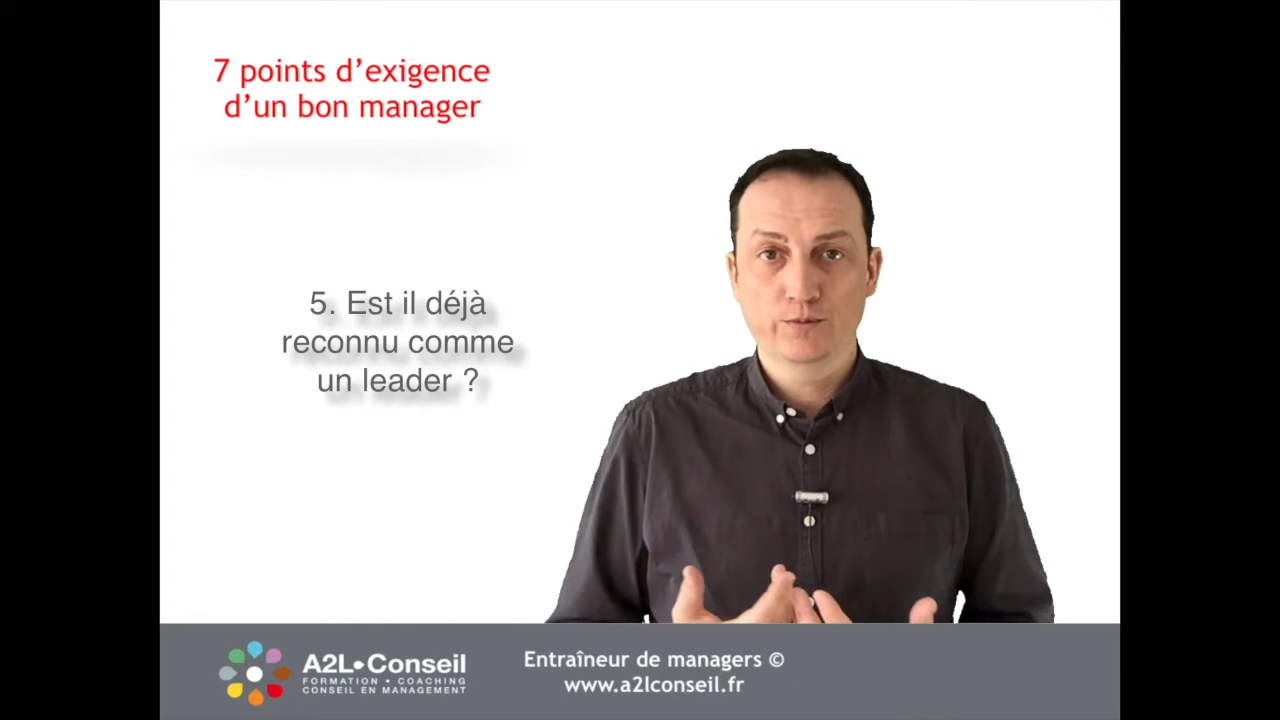 7 points d’exigence
d’un bon manager
5. Est il déjà
reconnu comme
un leader ?
A2L•Conseil
FORMATION • COACHING
CONSEIL EN MANAGEMENT
Entraîneur de managers ©
www.a2lconseil.fr